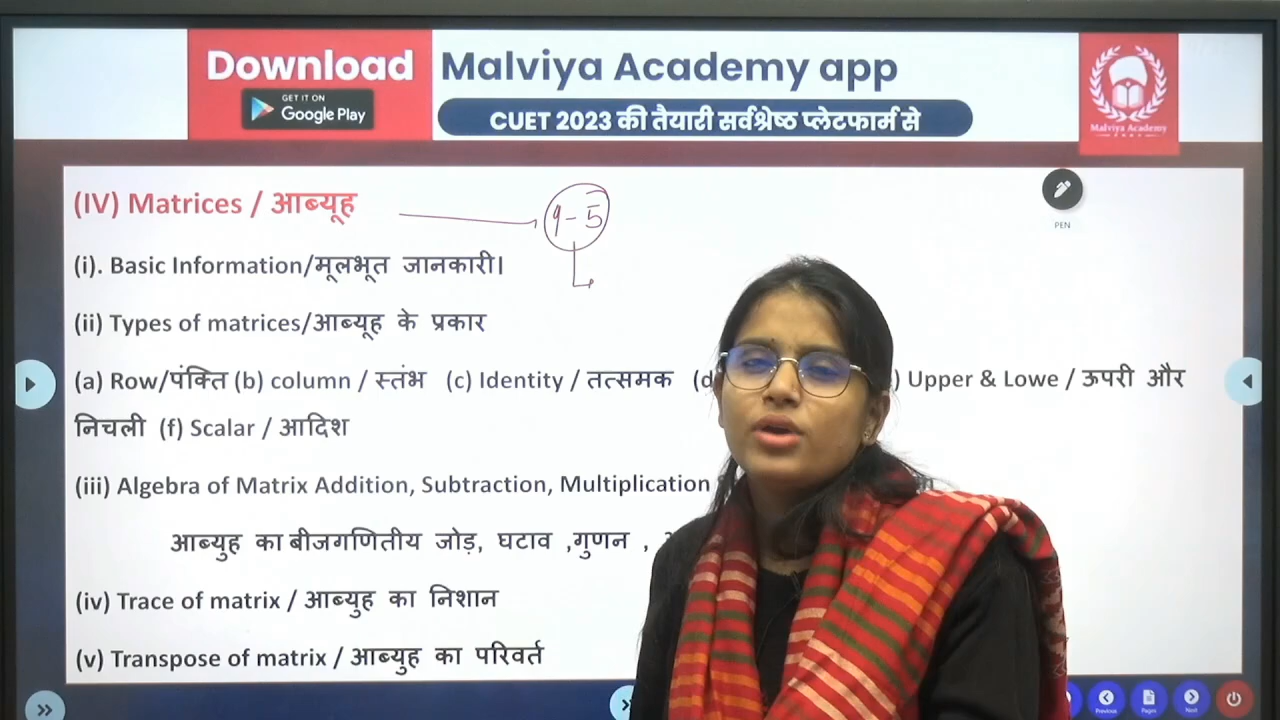 Download
GET IT ON
Google Play
Malviya Academy app
CUET 2023 की तैयारी सर्वश्रेष्ठ प्लेटफार्म से
Malviya Academy
(IV) Matrices / आब्यूह
9-5
PEN
(i). Basic Information/मूलभूत जानकारी।
(ii) Types of matrices/आब्यूह के प्रकार
(a) Row/पंक्ति (b) column / स्तंभ (c) Identity / तत्समक (d ) Upper & Lowe / ऊपरी और
निचली (f) Scalar / आदिश
(iii) Algebra of Matrix Addition, Subtraction, Multiplication
आब्युह का बीजगणितीय जोड़, घटाव ,गुणन ,
(iv) Trace of matrix / आब्युह का निशान
(v) Transpose of matrix / आब्युह का परिवर्त
Previous
Pages
Next